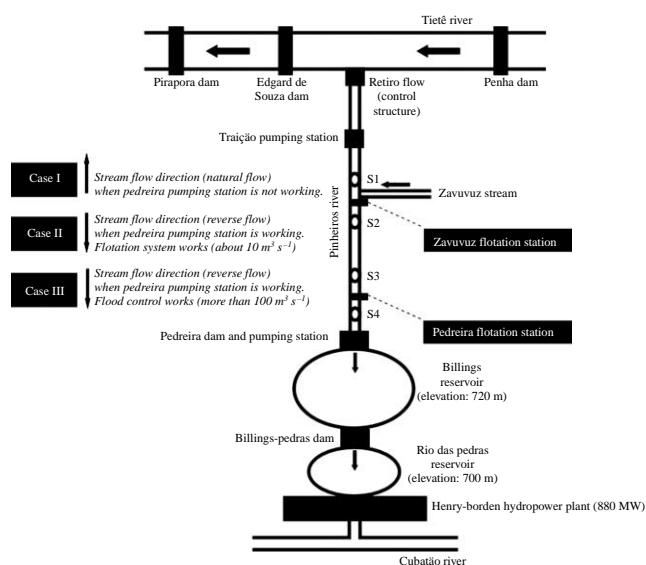 Tietê river
Pirapora dam
Edgard de
Souza dam
Retiro flow
(control
structure)
Penha dam
Traição pumping station
Case I
Stream flow direction (natural flow)
when pedreira pumping station is not working.
S1
Zavuvuz stream
Case II
Stream flow direction (reverse flow)
when pedreira pumping station is working.
Flotation system works (about 10 m³ s⁻¹)
Pinheiros river
S2
Zavuvuz flotation station
Case III
Stream flow direction (reverse flow)
when pedreira pumping station is working.
Flood control works (more than 100 m³ s⁻¹)
S3
S4
Pedreira flotation station
Pedreira dam and pumping station
Billings
reservoir
(elevation: 720 m)
Billings-pedras dam
Rio das pedras
reservoir
(elevation: 700 m)
Henry-borden hydropower plant (880 MW)
Cubatão river